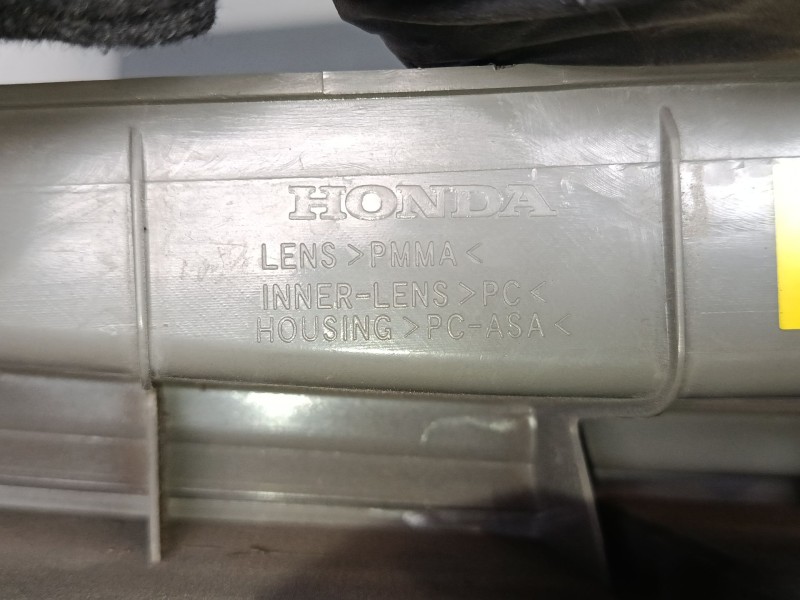 HONDA
LENS >PMMA<
INNER-LENS >PC<
HOUSING >PC-ASA<